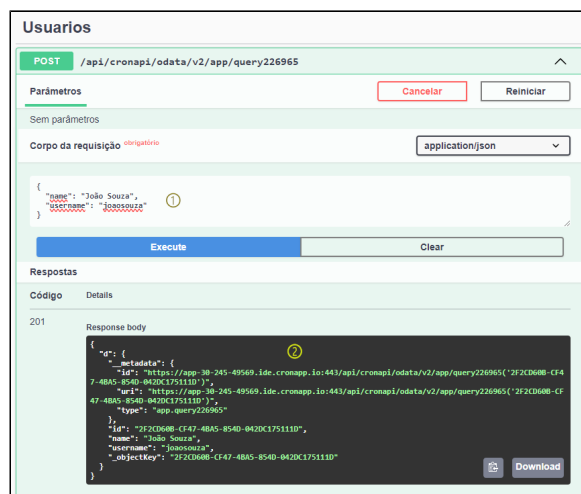 Usuarios
POST /api/cronapi/odata/v2/app/query226965
Parâmetros Cancelar Reiniciar
Sem parâmetros
Corpo da requisição obrigatório application/json
{
"name": "João Souza",
"username": "joaosouza"
}
1
Execute Clear
Respostas
Código Details
201
Response body
2
{
"d": {
"__metadata": {
"id": "https://app-30-245-49569.ide.cronapp.io:443/api/cronapi/odata/v2/app/query226965('2F2CD60B-CF4
7-4BA5-854D-042DC175111D')",
"uri": "https://app-30-245-49569.ide.cronapp.io:443/api/cronapi/odata/v2/app/query226965('2F2CD60B-CF
47-4BA5-854D-042DC175111D')",
"type": "app.query226965"
},
"id": "2F2CD60B-CF47-4BA5-854D-042DC175111D",
"name": "João Souza",
"username": "joaosouza",
"_objectKey": "2F2CD60B-CF47-4BA5-854D-042DC175111D"
}
}
Download